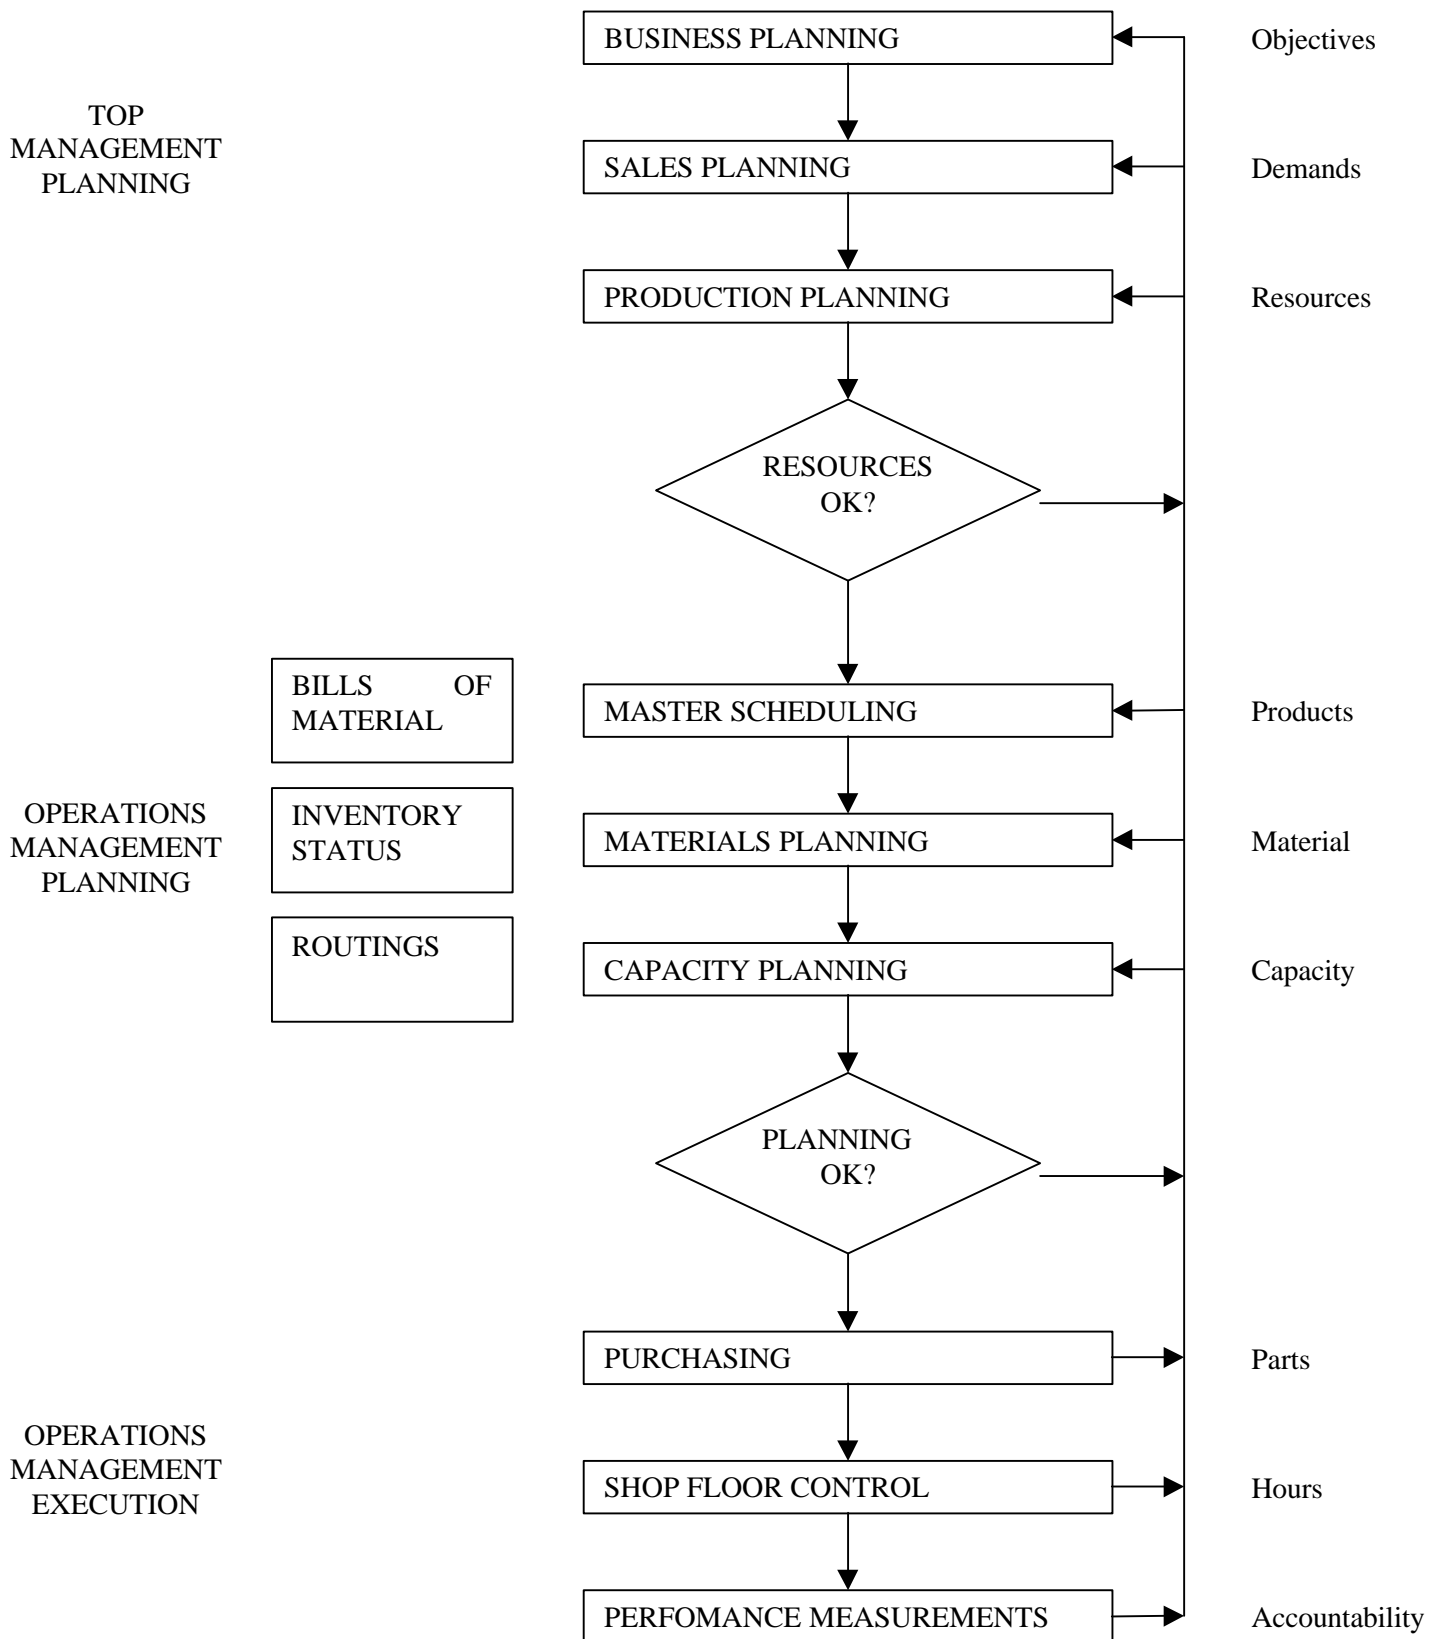 BUSINESS PLANNING
Objectives
TOP
MANAGEMENT
PLANNING
SALES PLANNING
Demands
PRODUCTION PLANNING
Resources
RESOURCES
OK?
BILLS OF
MATERIAL
MASTER SCHEDULING
Products
OPERATIONS
MANAGEMENT
PLANNING
INVENTORY
STATUS
MATERIALS PLANNING
Material
ROUTINGS
CAPACITY PLANNING
Capacity
PLANNING
OK?
PURCHASING
Parts
OPERATIONS
MANAGEMENT
EXECUTION
SHOP FLOOR CONTROL
Hours
PERFOMANCE MEASUREMENTS
Accountability